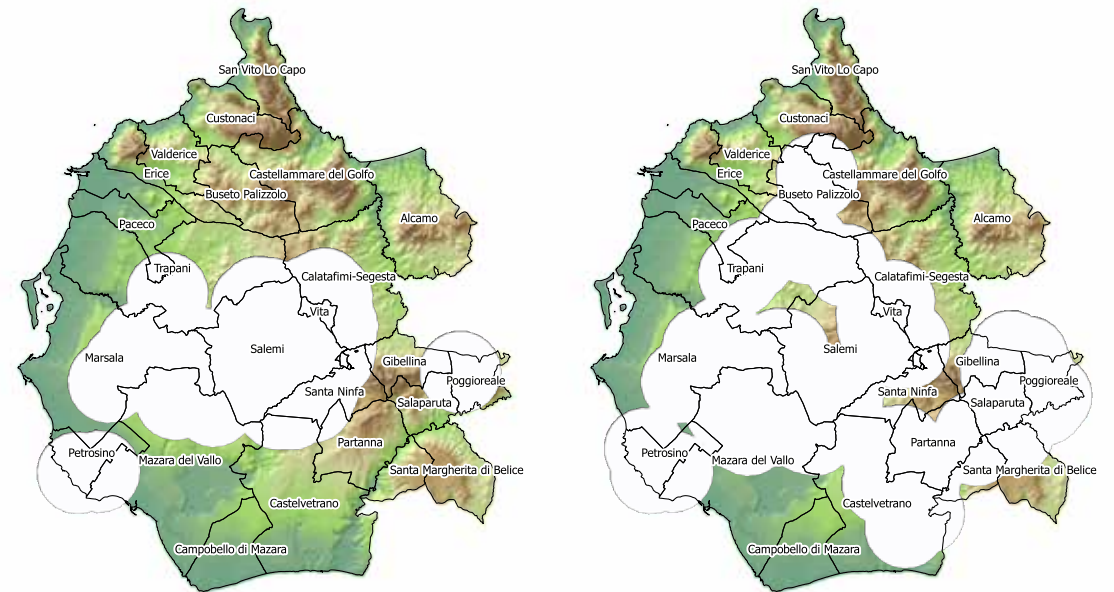 San Vito Lo Capo
Custonaci
Valderice
Erice
Castellammare del Golfo
Buseto Palizzolo
Alcamo
Paceco
Trapani
Calatafimi-Segesta
Vita
Salemi
Marsala
Gibellina
Poggioreale
Santa Ninfa
Salaparuta
Partanna
Petrosino
Mazara del Vallo
Santa Margherita di Belice
Castelvetrano
Campobello di Mazara
San Vito Lo Capo
Custonaci
Valderice
Erice
Castellammare del Golfo
Buseto Palizzolo
Alcamo
Paceco
Trapani
Calatafimi-Segesta
Vita
Salemi
Marsala
Gibellina
Poggioreale
Santa Ninfa
Salaparuta
Partanna
Petrosino
Mazara del Vallo
Santa Margherita di Belice
Castelvetrano
Campobello di Mazara